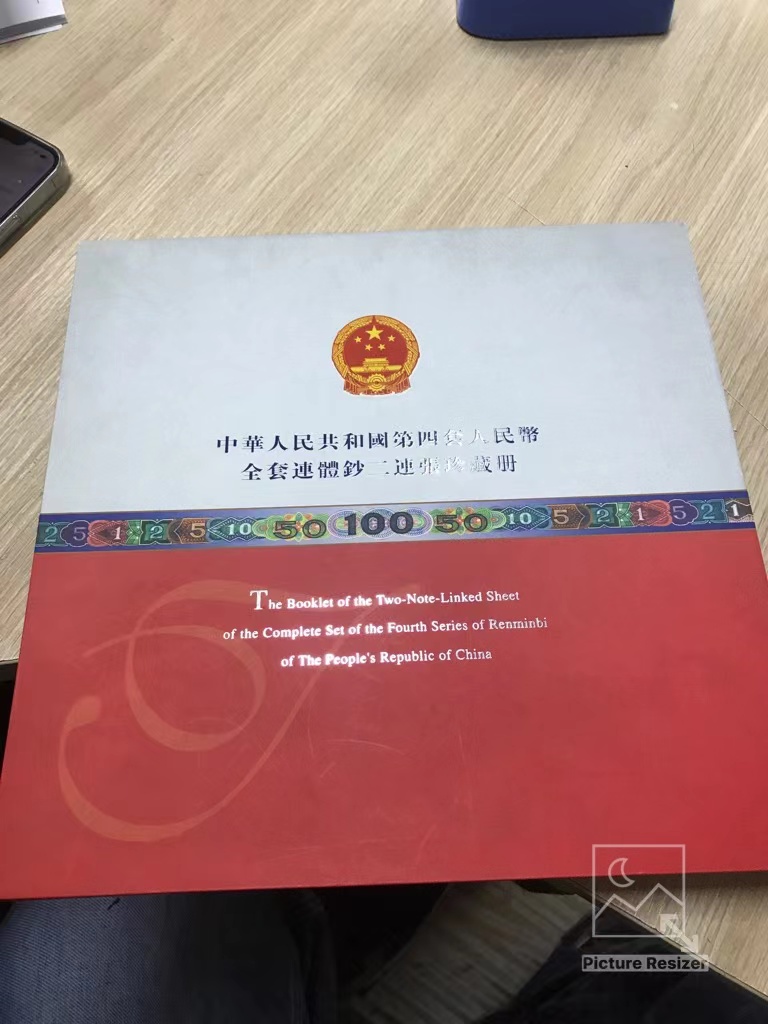 中華人民共和國第四套人民幣
全套連體鈔二連張珍藏册
2 5 1 2 5 10 50 100 50 10 5 2 1 5 2 1
The Booklet of the Two-Note-Linked Sheet
of the Complete Set of the Fourth Series of Renminbi
of The People's Republic of China
Picture Resizer